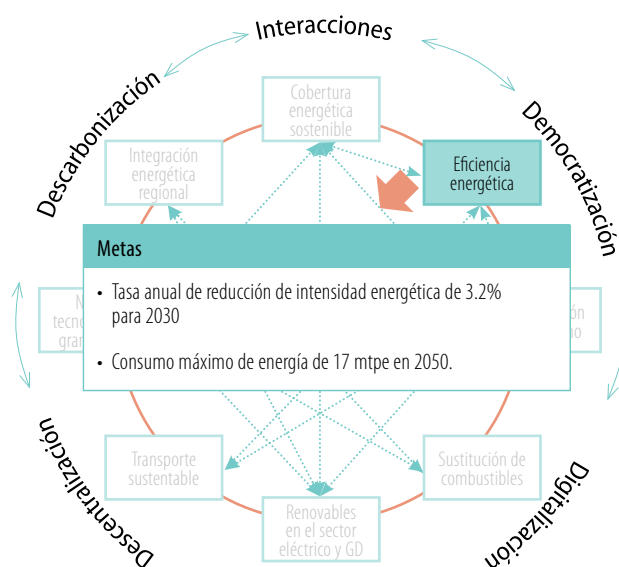 Interacciones
Descarbonización
Democratización
Cobertura
energética
sostenible
Integración
energética
regional
Eficiencia
energética
Metas
• Tasa anual de reducción de intensidad energética de 3.2%
para 2030
• Consumo máximo de energía de 17 mtpe en 2050.
Transporte
sustentable
Sustitución de
combustibles
Renovables
en el sector
eléctrico y GD
Descentralización
Digitalización